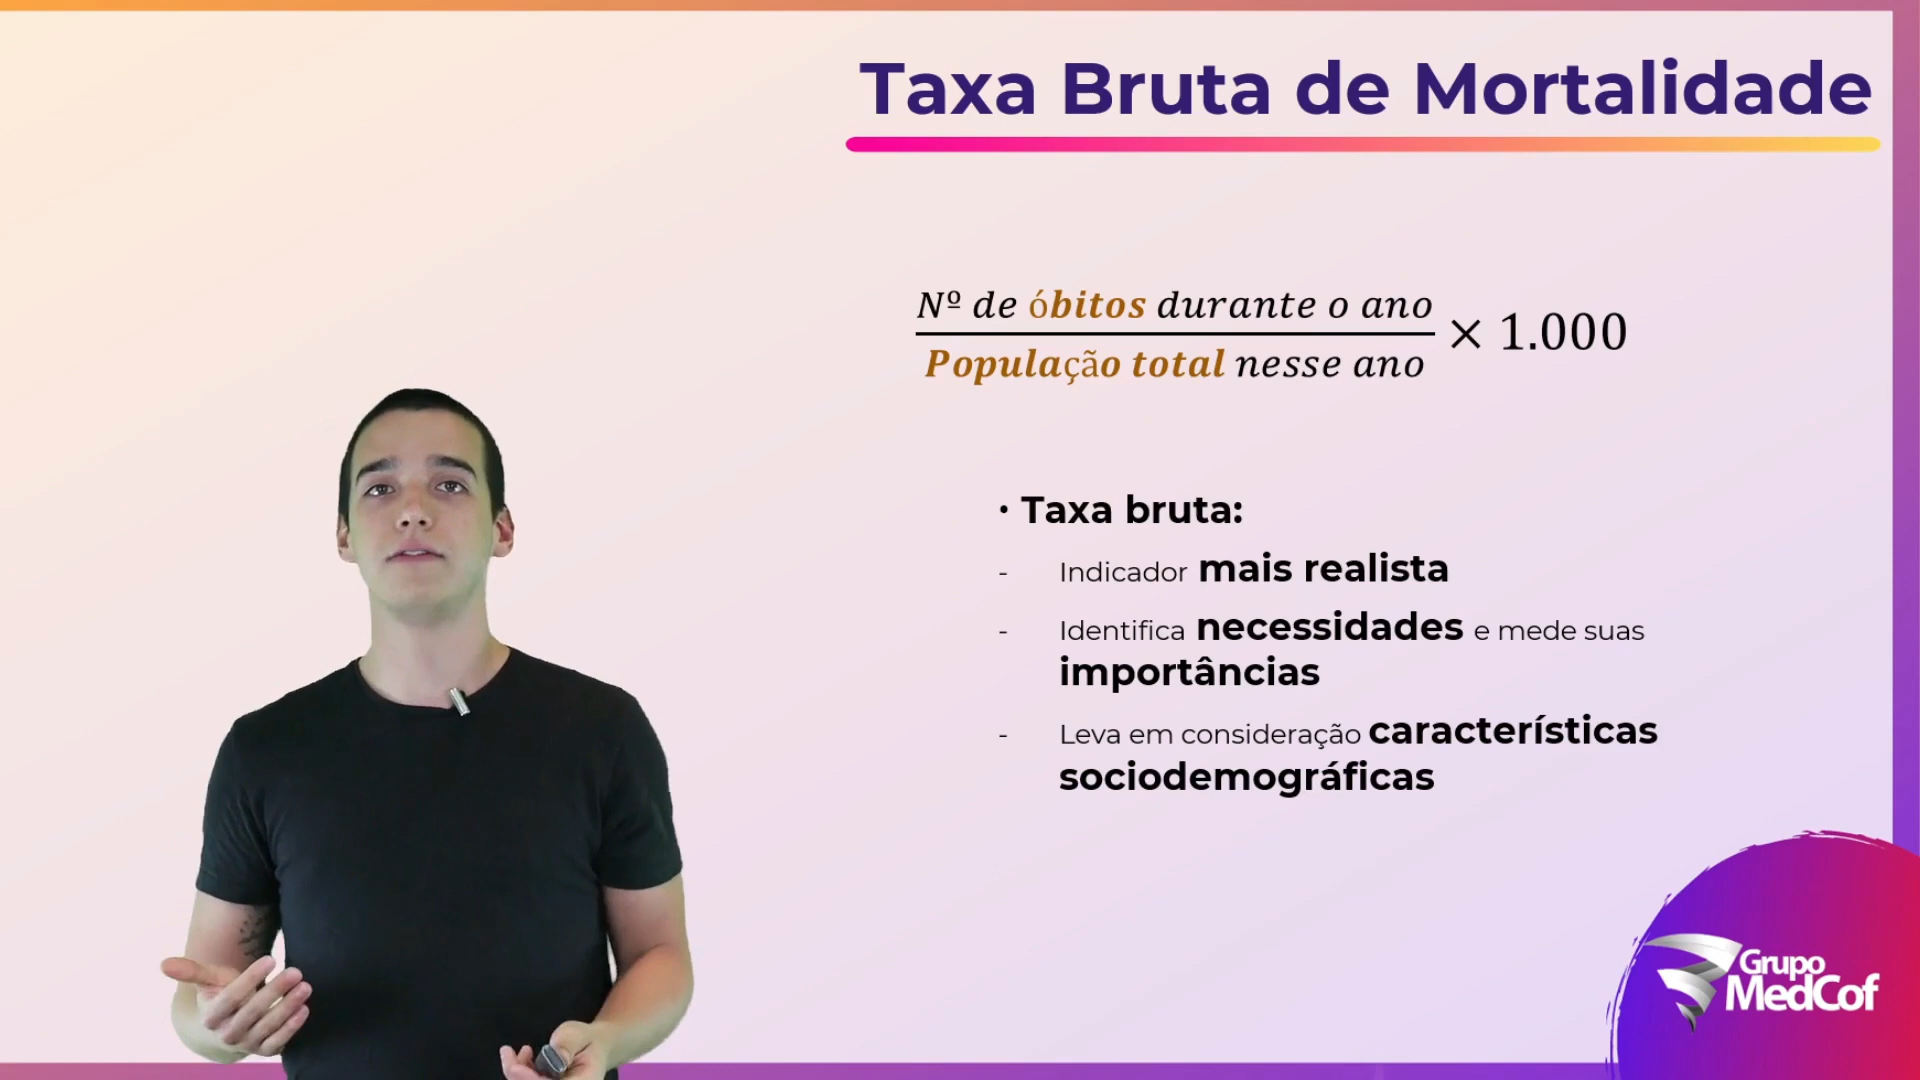 Taxa Bruta de Mortalidade
Nº de óbitos durante o ano
População total nesse ano
× 1.000
• Taxa bruta:
- Indicador mais realista
- Identifica necessidades e mede suas
importâncias
- Leva em consideração características
sociodemográficas
Grupo
MedCof